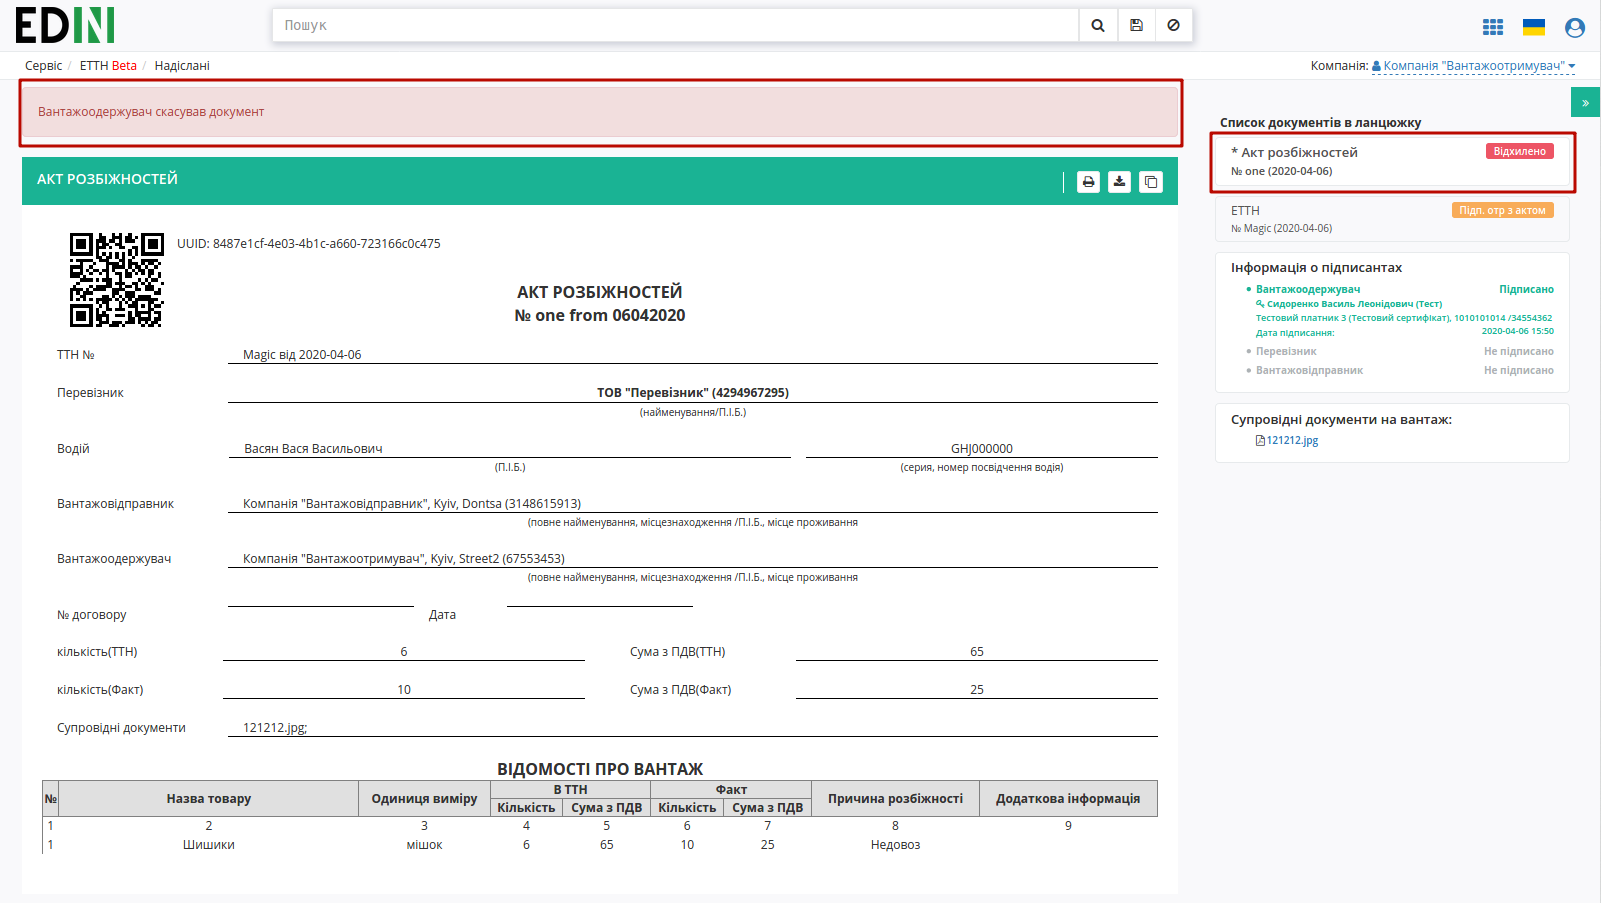 EDIN
Пошук
Сервіс / ЕТТН Beta / Надіслані
Компанія: Компанія "Вантажоотримувач"
Вантажоодержувач скасував документ
»
Список документів в ланцюжку
* Акт розбіжностей Відхилено
№ one (2020-04-06)
ЕТТН Підп. отр з актом
№ Magic (2020-04-06)
Інформація о підписантах
Вантажоодержувач Підписано
Сидоренко Василь Леонідович (Тест)
Тестовий платник 3 (Тестовий сертифікат), 1010101014 /34554362
Дата підписання: 2020-04-06 15:50
Перевізник Не підписано
Вантажовідправник Не підписано
Супровідні документи на вантаж:
121212.jpg
АКТ РОЗБІЖНОСТЕЙ
UUID: 8487e1cf-4e03-4b1c-a660-723166c0c475
АКТ РОЗБІЖНОСТЕЙ
№ one from 06042020
ТТН № Magic від 2020-04-06
Перевізник ТОВ "Перевізник" (4294967295)
(найменування/П.І.Б.)
Водій Васян Вася Васильович GHJ000000
(П.І.Б.) (серия, номер посвідчення водія)
Вантажовідправник Компанія "Вантажовідправник", Kyiv, Dontsa (3148615913)
(повне найменування, місцезнаходження /П.І.Б., місце проживання
Вантажоодержувач Компанія "Вантажоотримувач", Kyiv, Street2 (67553453)
(повне найменування, місцезнаходження /П.І.Б., місце проживання
№ договору Дата
кількість(ТТН) 6 Сума з ПДВ(ТТН) 65
кількість(Факт) 10 Сума з ПДВ(Факт) 25
Супровідні документи 121212.jpg;
ВІДОМОСТІ ПРО ВАНТАЖ
№ Назва товару Одиниця виміру В ТТН Факт Причина розбіжності Додаткова інформація
Кількість Сума з ПДВ Кількість Сума з ПДВ
1 2 3 4 5 6 7 8 9
1 Шишики мішок 6 65 10 25 Недовоз